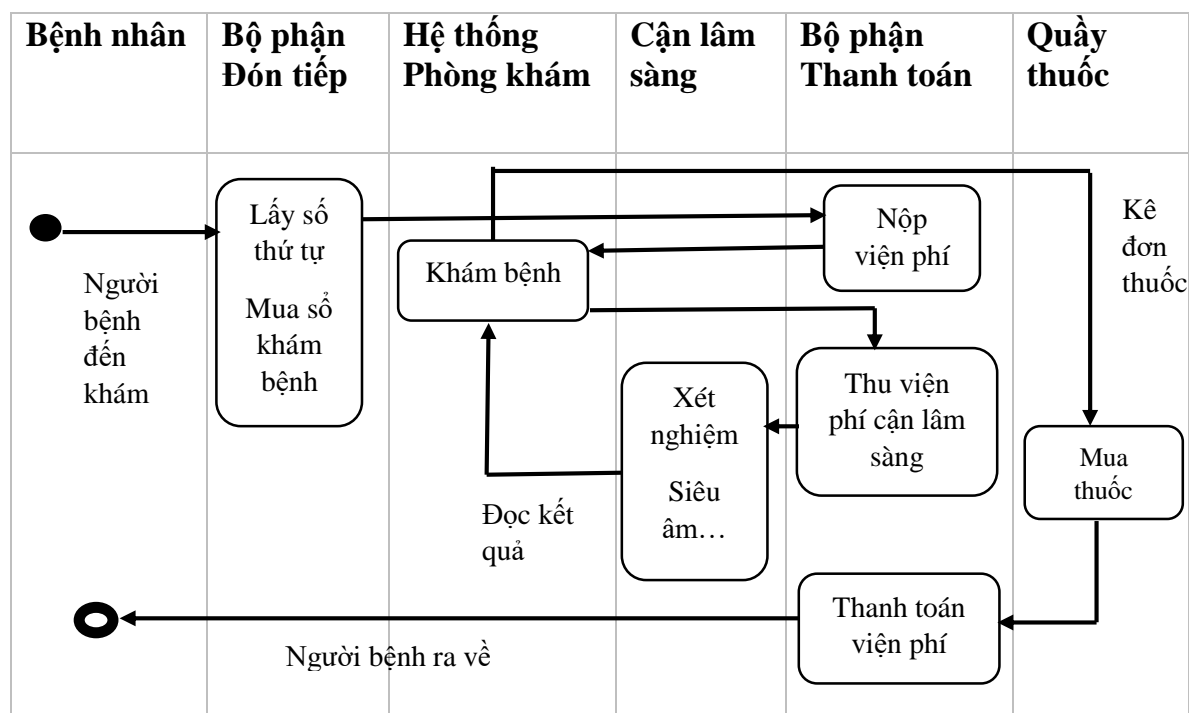 Bệnh nhân
Bộ phận
Đón tiếp
Hệ thống
Phòng khám
Cận lâm
sàng
Bộ phận
Thanh toán
Quầy
thuốc
Người
bệnh
đến
khám
Lấy số
thứ tự
Mua sổ
khám
bệnh
Khám bệnh
Nộp
viện phí
Kê
đơn
thuốc
Xét
nghiệm
Siêu
âm…
Thu viện
phí cận lâm
sàng
Mua
thuốc
Đọc kết
quả
Thanh toán
viện phí
Người bệnh ra về